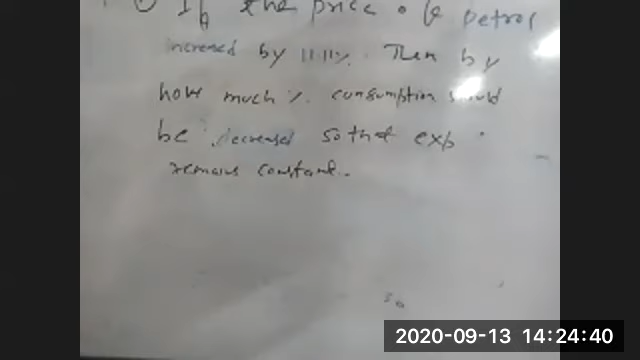 If the price of petrol
increased by 11.11%. Then by
how much % consumption should
be decreased so that exp
remains constant.
2020-09-13 14:24:40